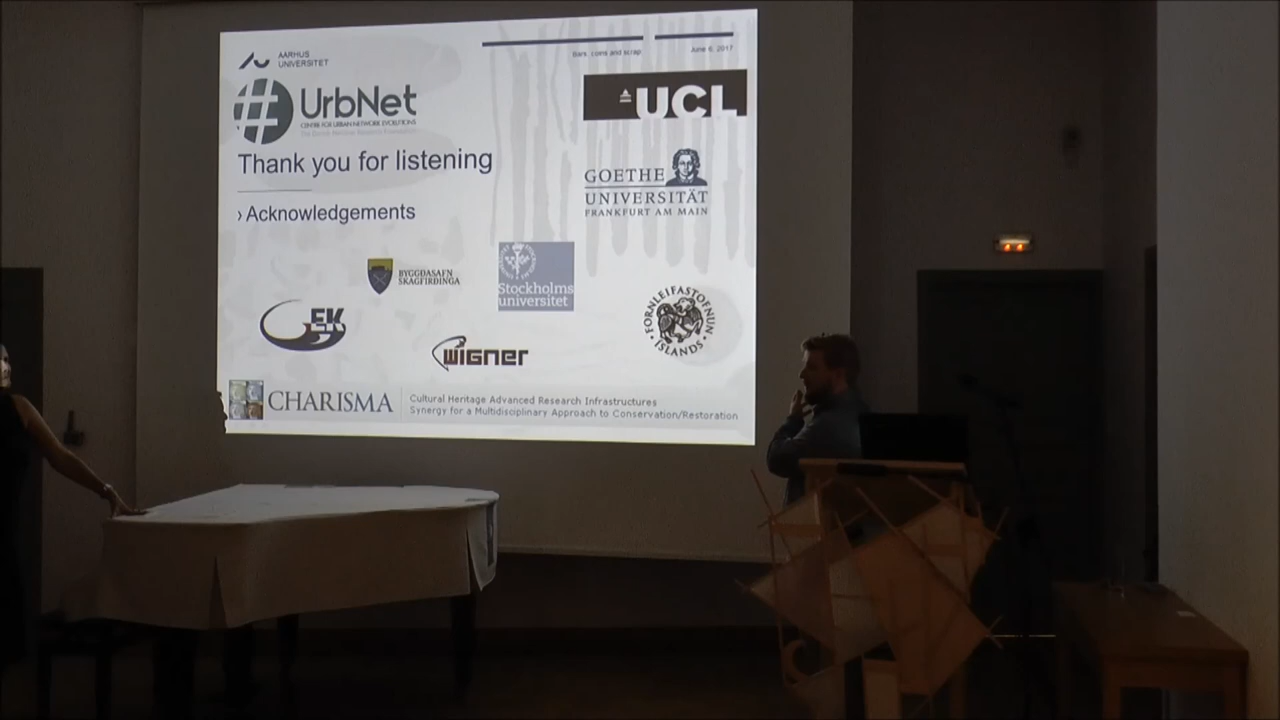 AARHUS
UNIVERSITET
Bars, coins and scrap
June 6, 2017
UrbNet
CENTRE FOR URBAN NETWORK EVOLUTIONS
UCL
Thank you for listening
GOETHE
UNIVERSITÄT
FRANKFURT AM MAIN
› Acknowledgements
BYGGÐASAFN
SKAGFIRÐINGA
Stockholms
universitet
EK
wigner
FORNLEIFASTOFNUN
ÍSLANDS
CHARISMA
Cultural Heritage Advanced Research Infrastructures
Synergy for a Multidisciplinary Approach to Conservation/Restoration